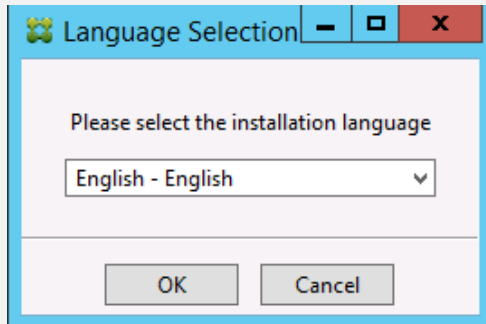 Language Selection
Please select the installation language
English - English
OK
Cancel